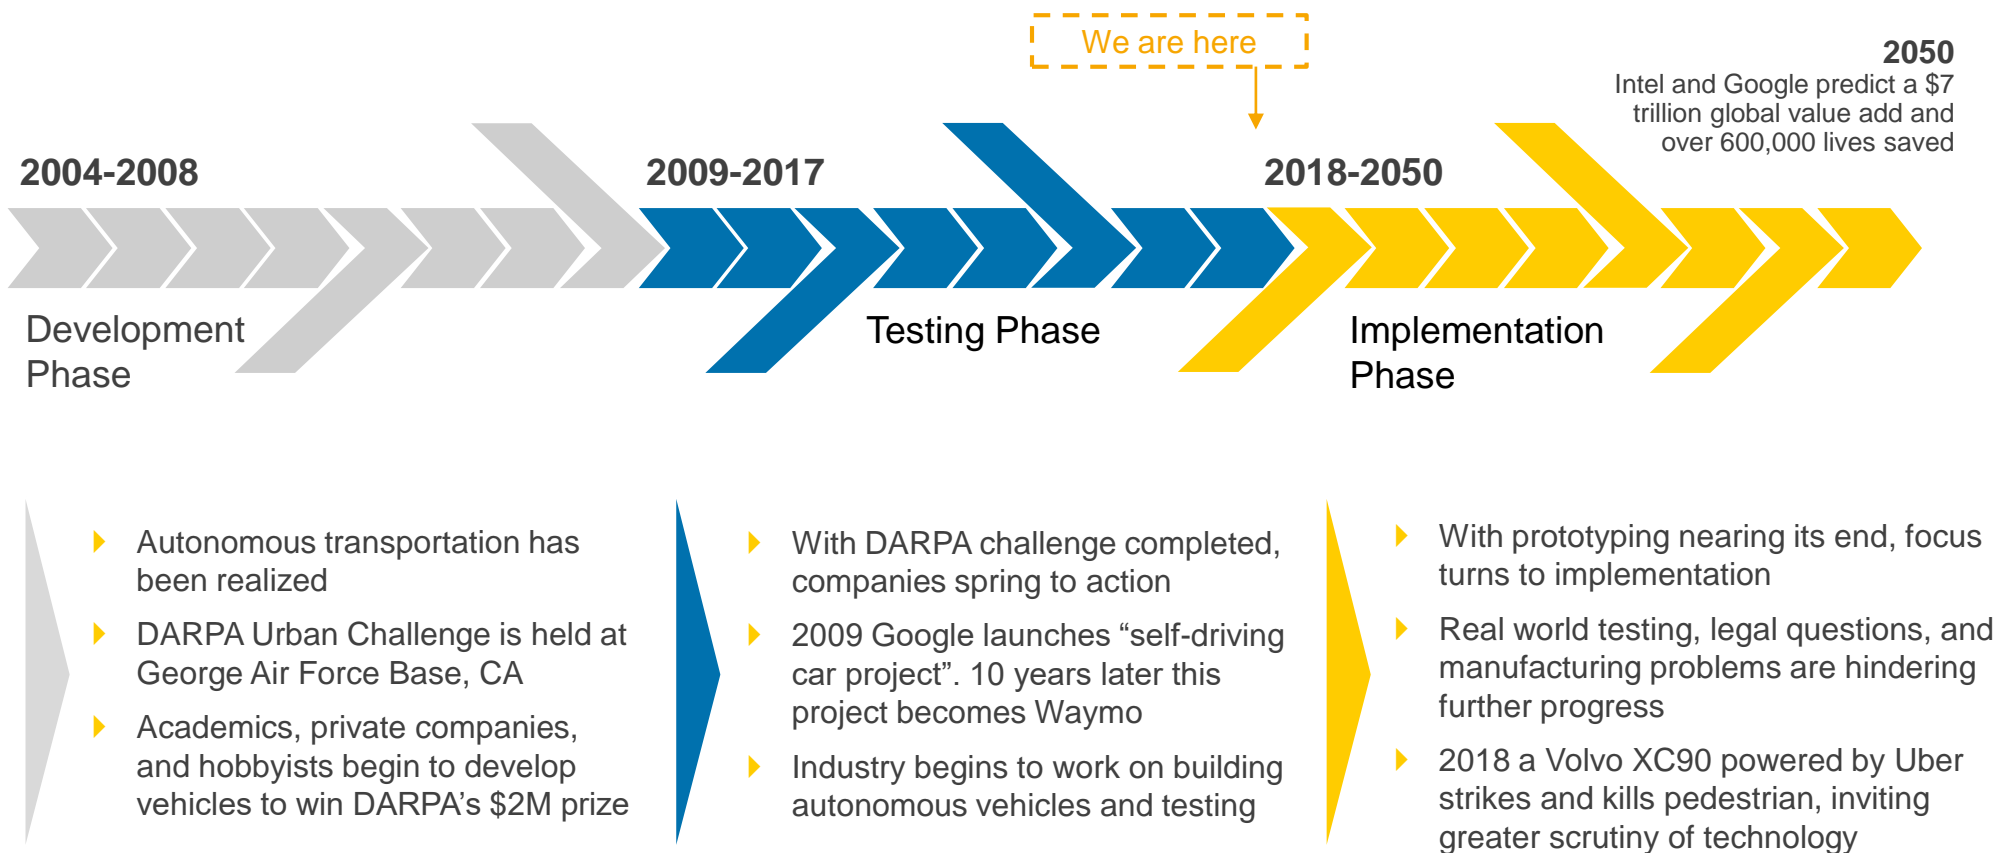 We are here
2050
Intel and Google predict a $7
trillion global value add and
over 600,000 lives saved
2004-2008
2009-2017
2018-2050
Development
Phase
Testing Phase
Implementation
Phase
Autonomous transportation has
been realized
DARPA Urban Challenge is held at
George Air Force Base, CA
Academics, private companies,
and hobbyists begin to develop
vehicles to win DARPA’s $2M prize
With DARPA challenge completed,
companies spring to action
2009 Google launches “self-driving
car project”. 10 years later this
project becomes Waymo
Industry begins to work on building
autonomous vehicles and testing
With prototyping nearing its end, focus
turns to implementation
Real world testing, legal questions, and
manufacturing problems are hindering
further progress
2018 a Volvo XC90 powered by Uber
strikes and kills pedestrian, inviting
greater scrutiny of technology